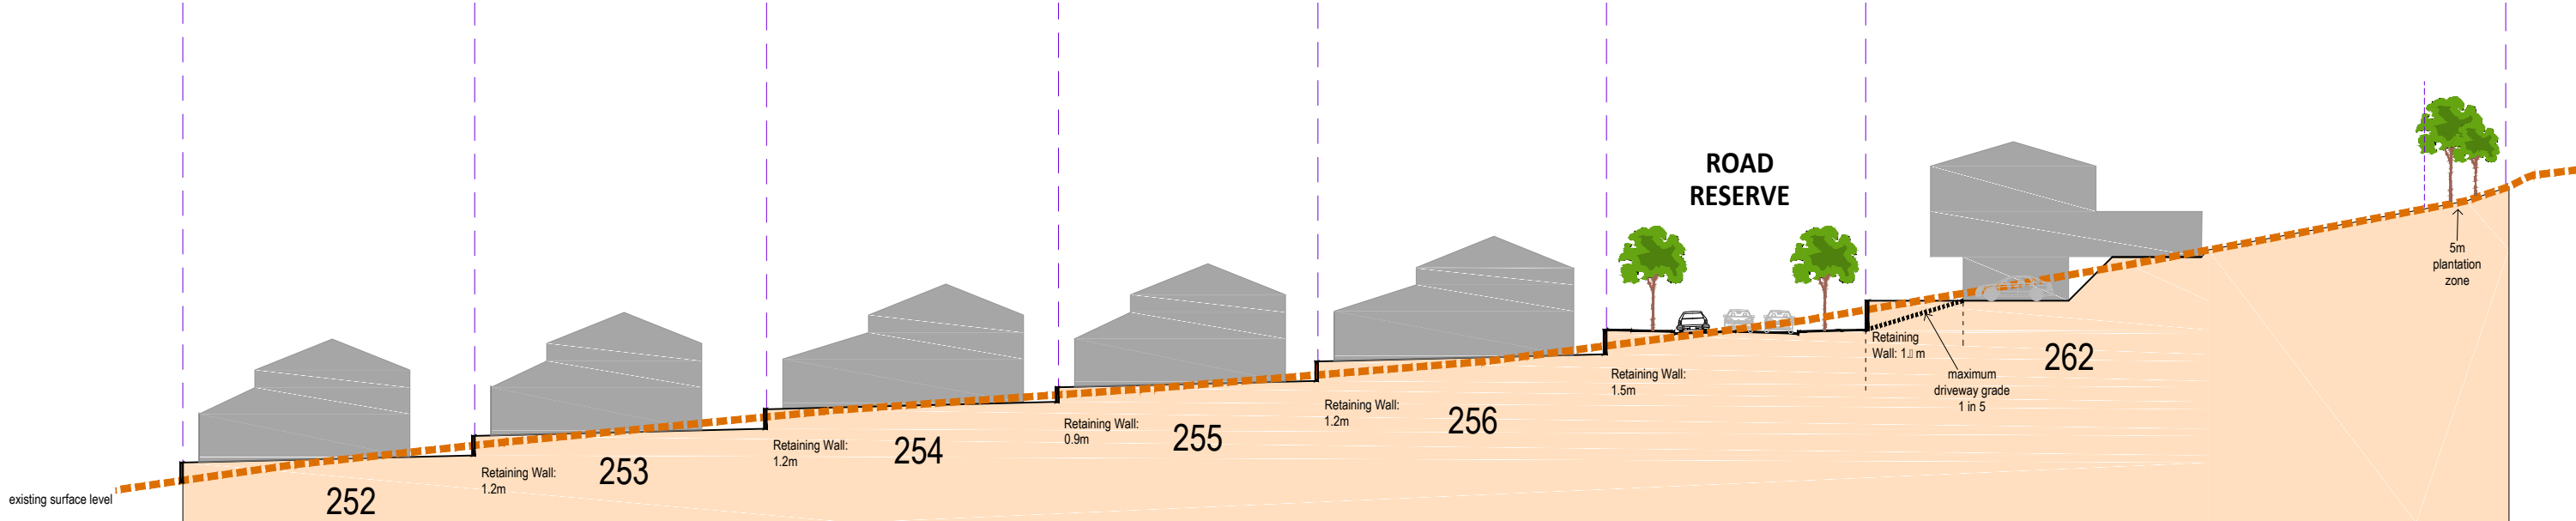 ROAD
RESERVE
5m
plantation
zone
Retaining
Wall: 1. m
262
maximum
driveway grade
1 in 5
Retaining Wall:
1.5m
256
Retaining Wall:
1.2m
255
Retaining Wall:
0.9m
254
Retaining Wall:
1.2m
253
Retaining Wall:
1.2m
252
existing surface level